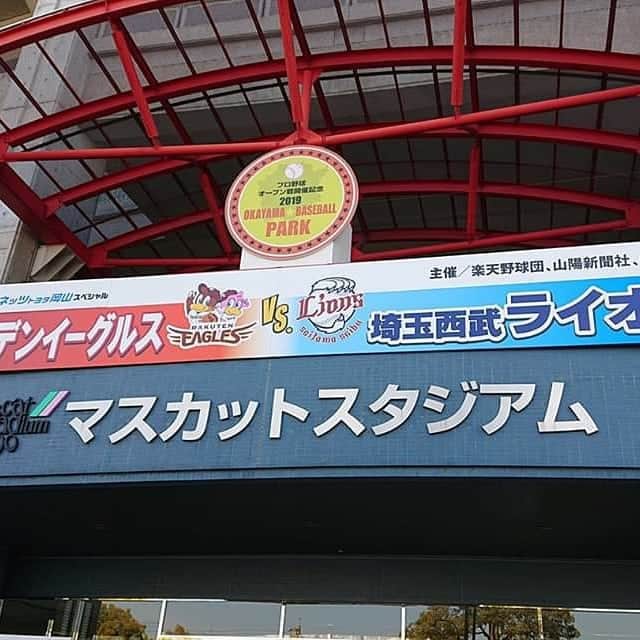 プロ野球
オープン戦開催記念
2019
OKAYAMA BASEBALL
PARK
主催／楽天野球団、山陽新聞社、
ネッツトヨタ岡山スペシャル
デンイーグルス
RAKUTEN
EAGLES
VS.
Lions
saitama seibu
埼玉西武ライオ
マスカットスタジアム